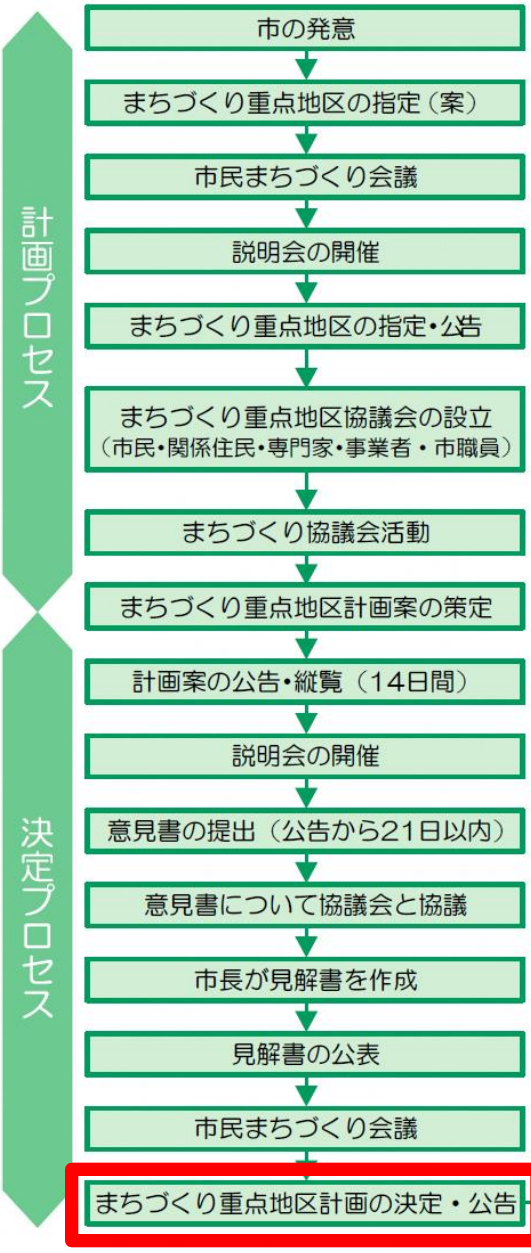 計画プロセス
市の発意
まちづくり重点地区の指定（案）
市民まちづくり会議
説明会の開催
まちづくり重点地区の指定・公告
まちづくり重点地区協議会の設立
（市民・関係住民・専門家・事業者・市職員）
まちづくり協議会活動
決定プロセス
まちづくり重点地区計画案の策定
計画案の公告・縦覧（14日間）
説明会の開催
意見書の提出（公告から21日以内）
意見書について協議会と協議
市長が見解書を作成
見解書の公表
市民まちづくり会議
まちづくり重点地区計画の決定・公告